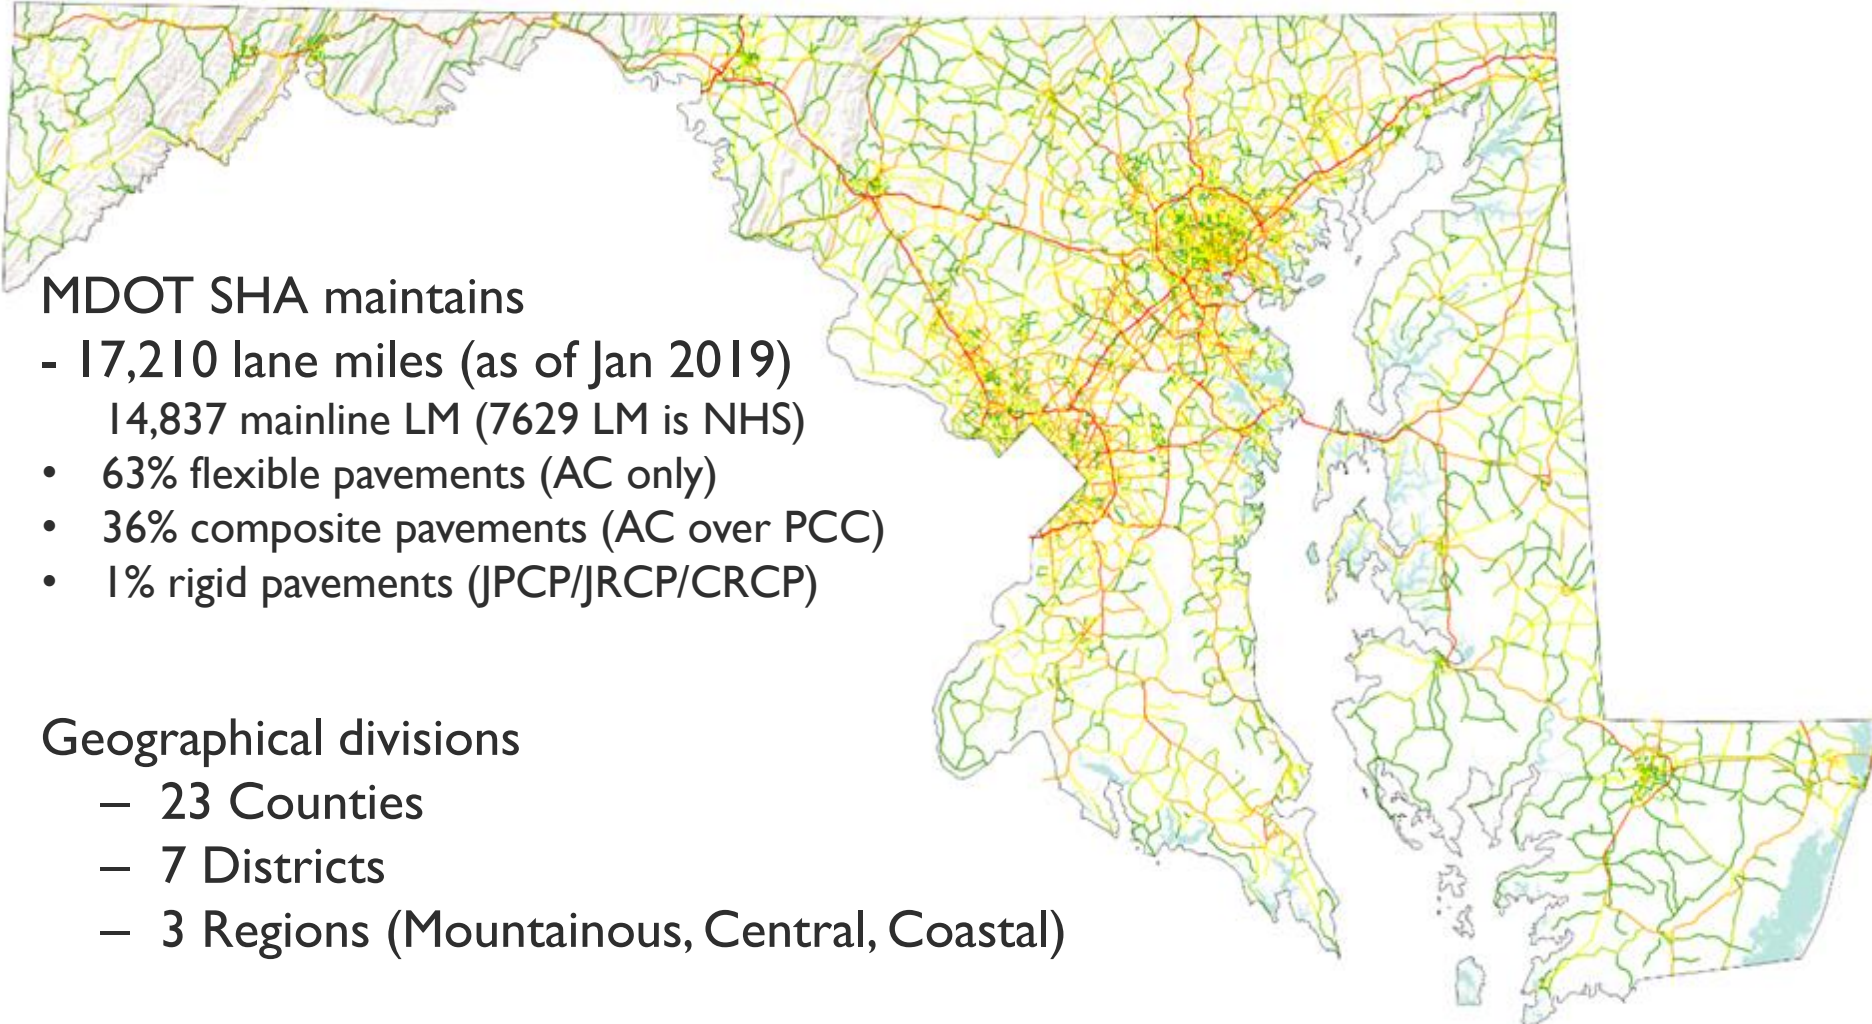 MDOT SHA maintains
- 17,210 lane miles (as of Jan 2019)
14,837 mainline LM (7629 LM is NHS)
• 63% flexible pavements (AC only)
• 36% composite pavements (AC over PCC)
• 1% rigid pavements (JPCP/JRCP/CRCP)
Geographical divisions
– 23 Counties
– 7 Districts
– 3 Regions (Mountainous, Central, Coastal)